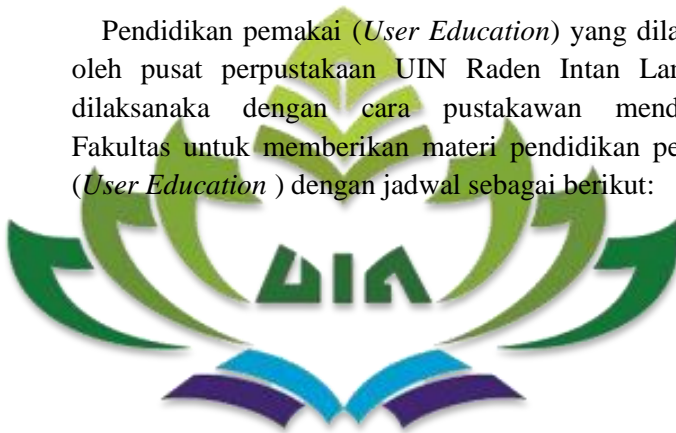 Pendidikan pemakai (User Education) yang dila
oleh pusat perpustakaan UIN Raden Intan Lar
dilaksanaka dengan cara pustakawan mend
Fakultas untuk memberikan materi pendidikan pe
(User Education ) dengan jadwal sebagai berikut:
UIN